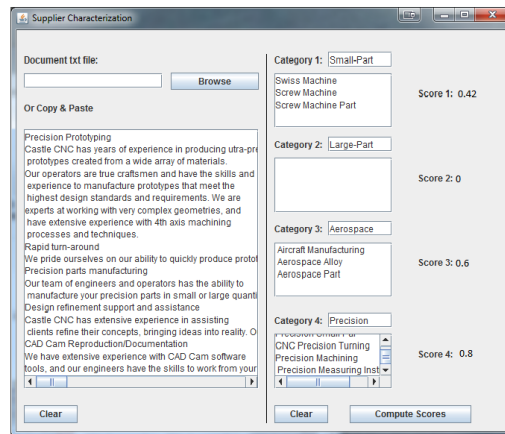 Supplier Characterization
Document txt file:
Browse
Or Copy & Paste
Precision Prototyping
Castle CNC has years of experience in producing utra-pre
prototypes created from a wide array of materials.
Our operators are true craftsmen and have the skills and
experience to manufacture prototypes that meet the
highest design standards and requirements. We are
experts at working with very complex geometries, and
have extensive experience with 4th axis machining
processes and techniques.
Rapid turn-around
We pride ourselves on our ability to quickly produce protot
Precision parts manufacturing
Our team of engineers and operators has the ability to
manufacture your precision parts in small or large quanti
Design refinement support and assistance
Castle CNC has extensive experience in assisting
clients refine their concepts, bringing ideas into reality. O
CAD Cam Reproduction/Documentation
We have extensive experience with CAD Cam software
tools, and our engineers have the skills to work from your
Clear
Category 1: Small-Part
Swiss Machine
Screw Machine
Screw Machine Part
Score 1: 0.42
Category 2: Large-Part
Score 2: 0
Category 3: Aerospace
Aircraft Manufacturing
Aerospace Alloy
Aerospace Part
Score 3: 0.6
Category 4: Precision
Precision Small Par
CNC Precision Turning
Precision Machining
Precision Measuring Inst
Score 4: 0.8
Clear
Compute Scores